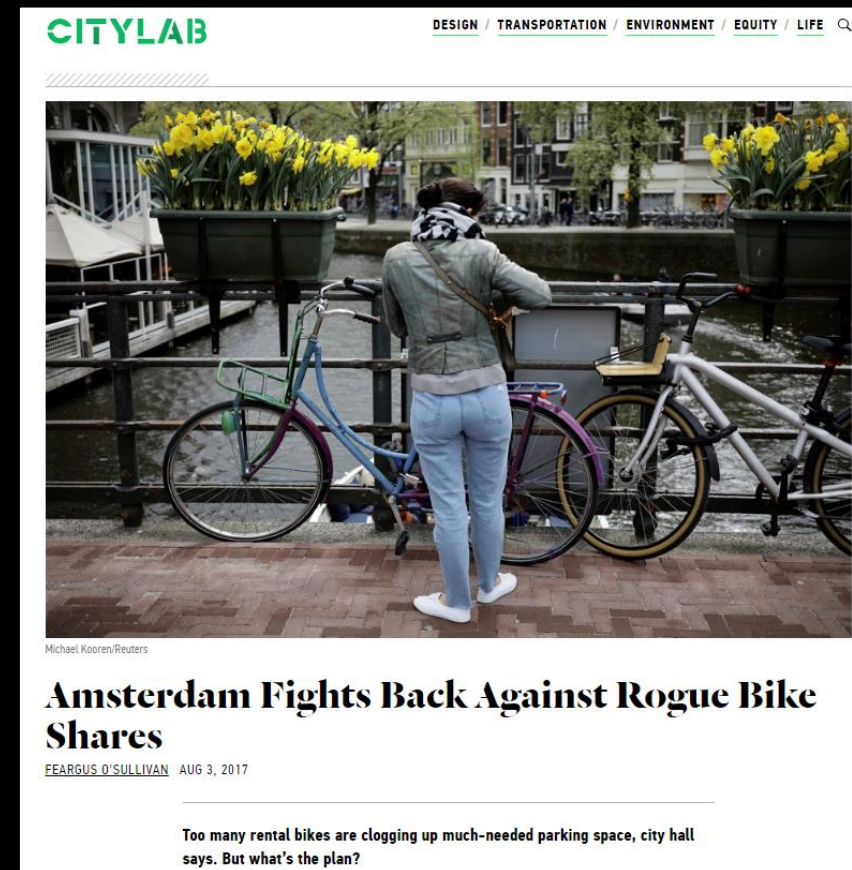 CITYLAB
DESIGN / TRANSPORTATION / ENVIRONMENT / EQUITY / LIFE
Michael Kooren/Reuters
Amsterdam Fights Back Against Rogue Bike
Shares
FEARGUS O'SULLIVAN AUG 3, 2017
Too many rental bikes are clogging up much-needed parking space, city hall
says. But what's the plan?